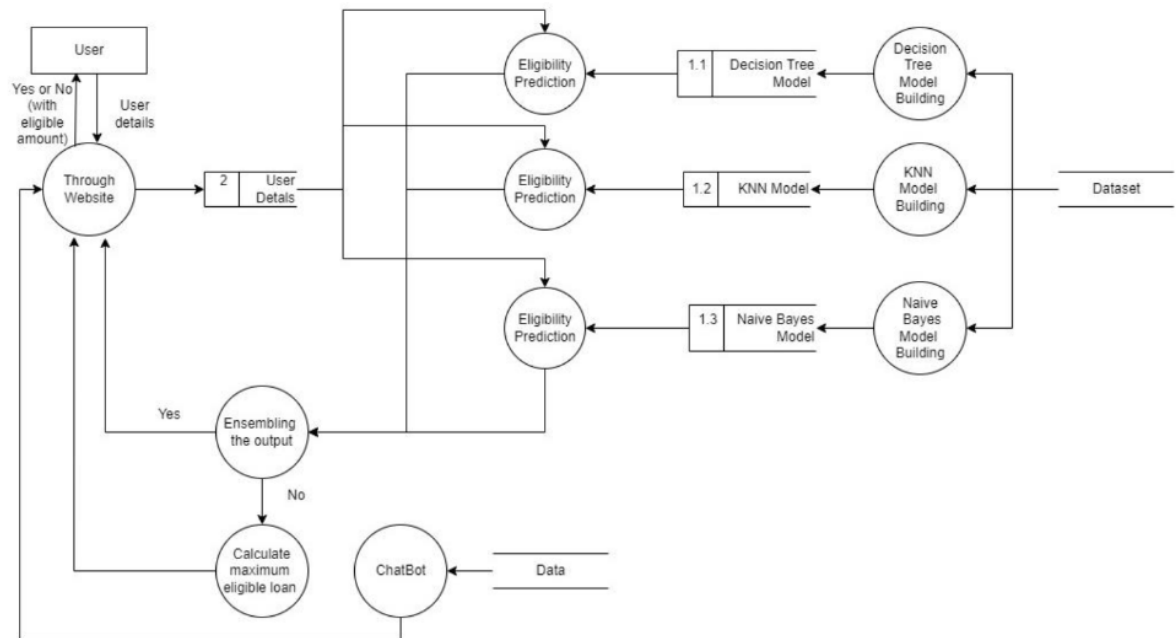 User
Yes or No
(with
eligible
amount)
User
details
Through
Website
2
User
Detals
Eligibility
Prediction
1.1
Decision Tree
Model
Decision
Tree
Model
Building
Eligibility
Prediction
1.2
KNN Model
KNN
Model
Building
Dataset
Eligibility
Prediction
1.3
Naive Bayes
Model
Naive
Bayes
Model
Building
Yes
Ensembling
the output
No
Calculate
maximum
eligible loan
ChatBot
Data